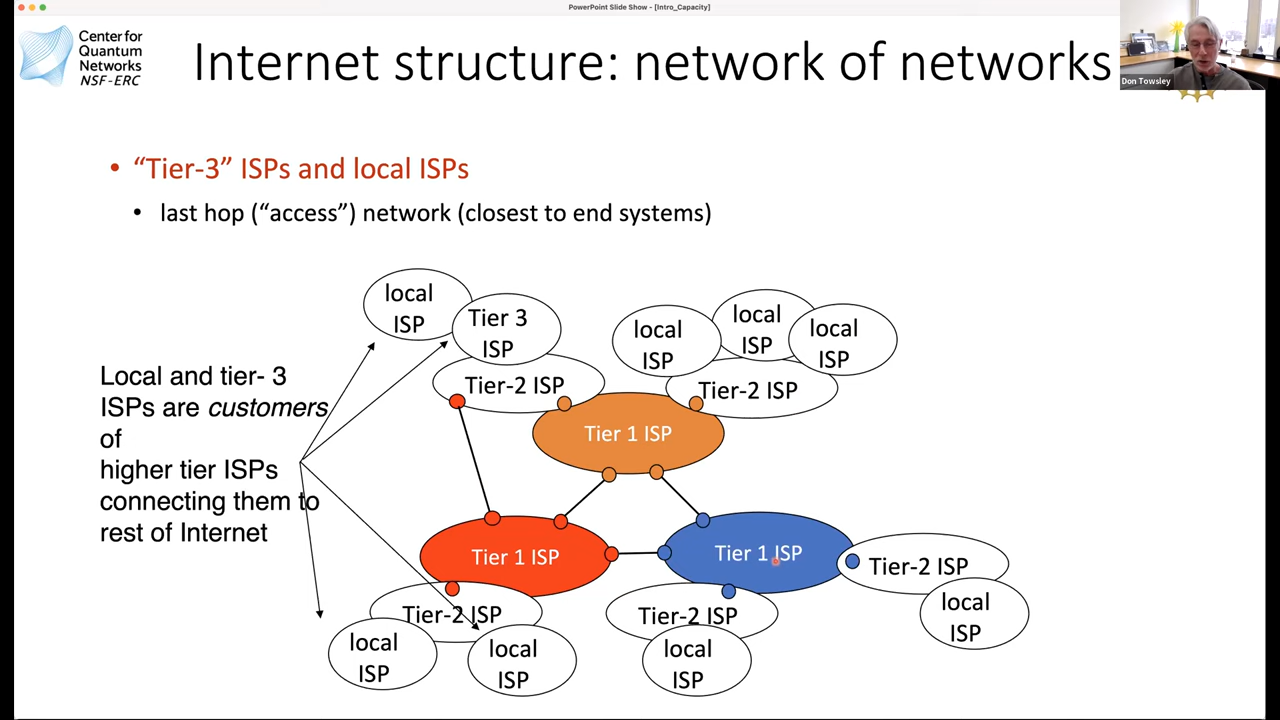 PowerPoint Slide Show - [Intro_Capacity]
Center for
Quantum
Networks
NSF-ERC
Internet structure: network of networks
Don Towsley
• “Tier-3” ISPs and local ISPs
• last hop (“access”) network (closest to end systems)
local
ISP
Tier 3
ISP
local
ISP
local
ISP
local
ISP
Tier-2 ISP
Tier-2 ISP
Local and tier- 3
ISPs are customers
of
higher tier ISPs
connecting them to
rest of Internet
Tier 1 ISP
Tier 1 ISP
Tier 1 ISP
Tier-2 ISP
Tier-2 ISP
Tier-2 ISP
local
ISP
local
ISP
local
ISP
local
ISP